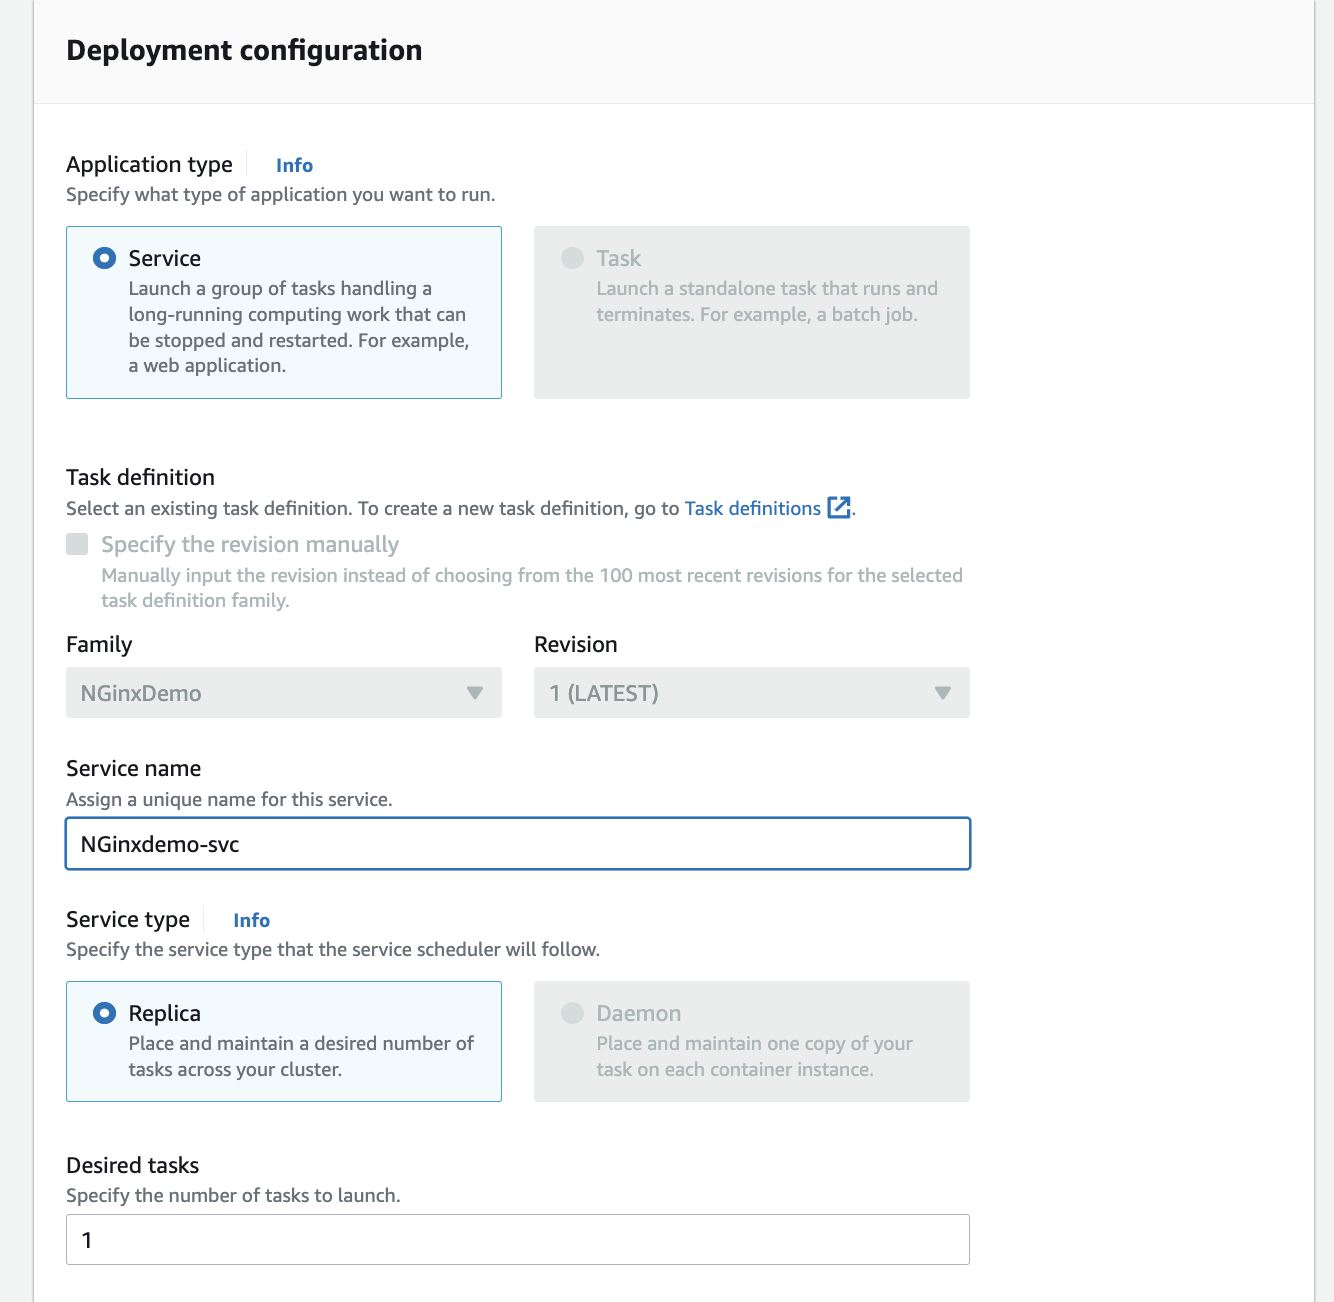 Deployment configuration
Application type Info
Specify what type of application you want to run.
Service
Launch a group of tasks handling a
long-running computing work that can
be stopped and restarted. For example,
a web application.
Task
Launch a standalone task that runs and
terminates. For example, a batch job.
Task definition
Select an existing task definition. To create a new task definition, go to Task definitions.
Specify the revision manually
Manually input the revision instead of choosing from the 100 most recent revisions for the selected
task definition family.
Family
NGinxDemo
Revision
1 (LATEST)
Service name
Assign a unique name for this service.
NGinxdemo-svc
Service type Info
Specify the service type that the service scheduler will follow.
Replica
Place and maintain a desired number of
tasks across your cluster.
Daemon
Place and maintain one copy of your
task on each container instance.
Desired tasks
Specify the number of tasks to launch.
1